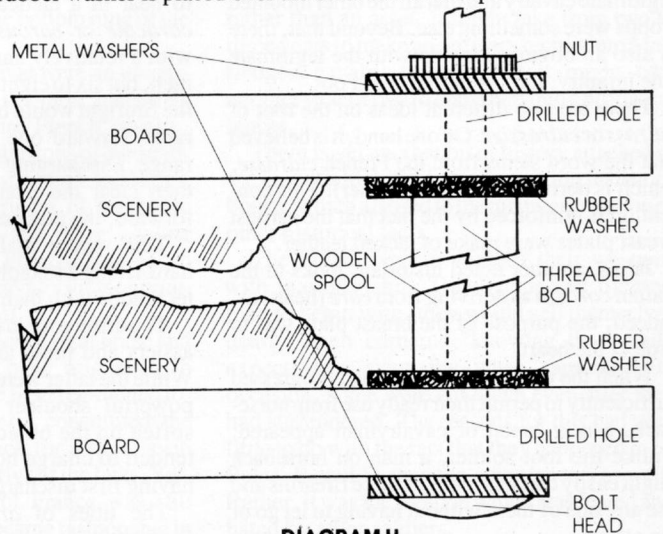 METAL WASHERS
NUT
DRILLED HOLE
BOARD
SCENERY
RUBBER
WASHER
WOODEN
SPOOL
THREADED
BOLT
RUBBER
WASHER
SCENERY
DRILLED HOLE
BOARD
BOLT
HEAD